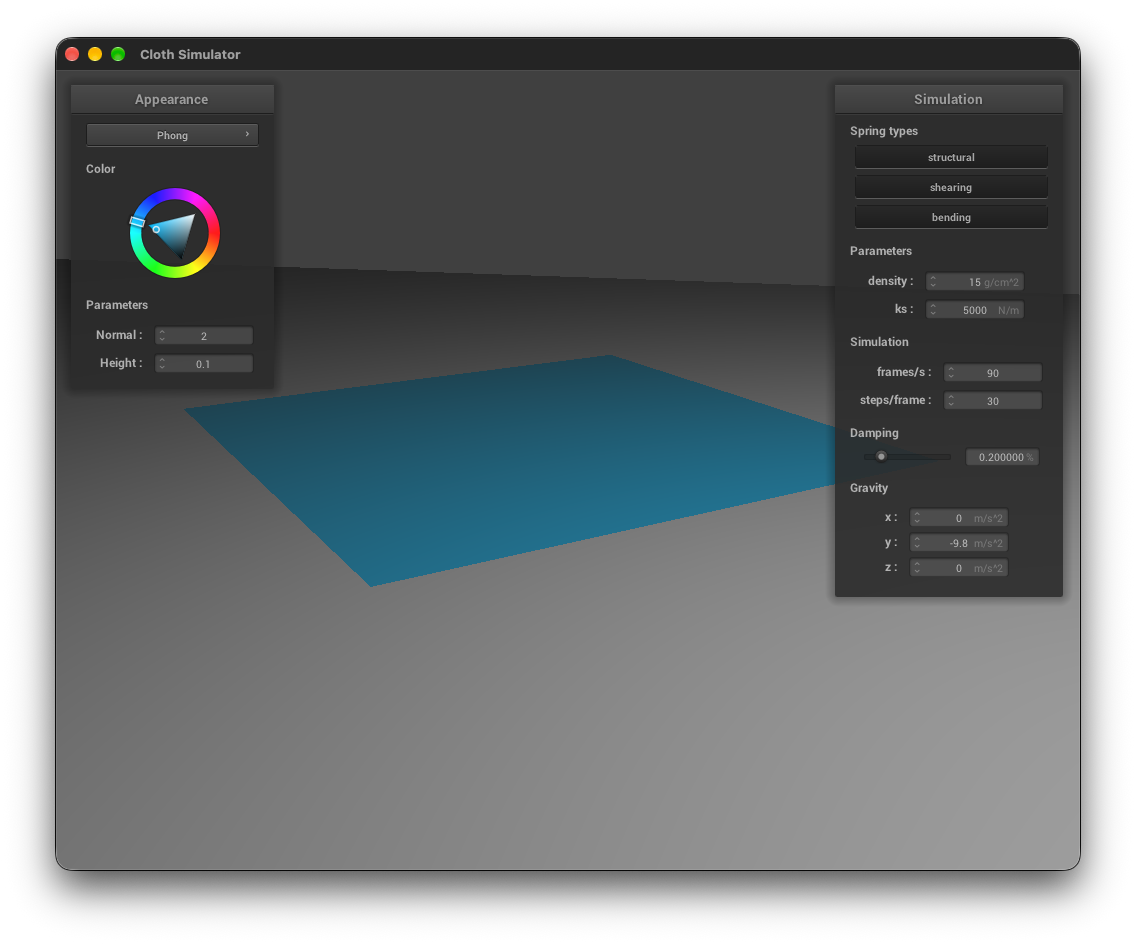 Cloth Simulator
Appearance
Phong
Color
Parameters
Normal : 2
Height : 0.1
Simulation
Spring types
structural
shearing
bending
Parameters
density : 15 g/cm^2
ks : 5000 N/m
Simulation
frames/s : 90
steps/frame : 30
Damping
0.200000 %
Gravity
x : 0 m/s^2
y : -9.8 m/s^2
z : 0 m/s^2